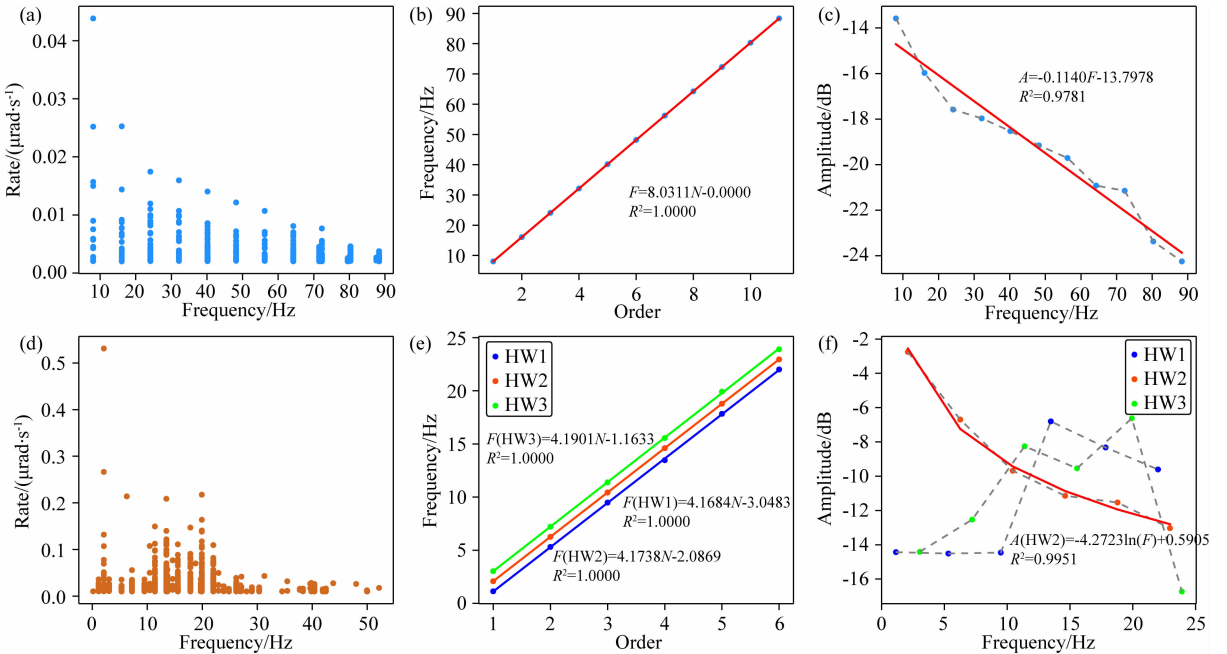 (a)
0.04
0.03
0.02
0.01
0.00
Rate/(μrad·s⁻¹)
10 20 30 40 50 60 70 80 90
Frequency/Hz
(b)
90
80
70
60
50
40
30
20
10
Frequency/Hz
F=8.0311N-0.0000
R²=1.0000
2 4 6 8 10
Order
(c)
-14
-16
-18
-20
-22
-24
Amplitude/dB
A=-0.1140F-13.7978
R²=0.9781
10 20 30 40 50 60 70 80 90
Frequency/Hz
(d)
0.5
0.4
0.3
0.2
0.1
0.0
Rate/(μrad·s⁻¹)
0 10 20 30 40 50
Frequency/Hz
(e)
25
20
15
10
5
0
Frequency/Hz
HW1
HW2
HW3
F(HW3)=4.1901N-1.1633
R²=1.0000
F(HW1)=4.1684N-3.0483
R²=1.0000
F(HW2)=4.1738N-2.0869
R²=1.0000
1 2 3 4 5 6
Order
(f)
-2
-4
-6
-8
-10
-12
-14
-16
Amplitude/dB
HW1
HW2
HW3
A(HW2)=-4.2723ln(F)+0.5905
R²=0.9951
0 5 10 15 20 25
Frequency/Hz